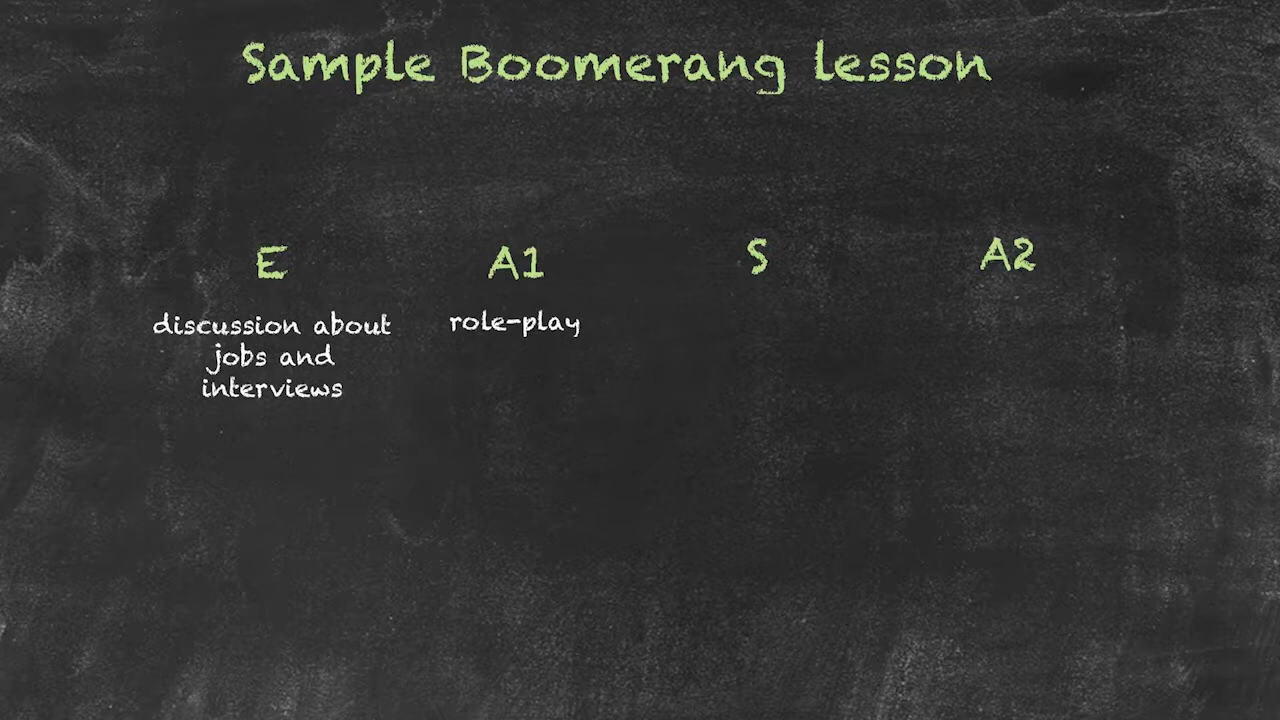 Sample Boomerang lesson
E
A1
S
A2
discussion about
jobs and
interviews
role-play